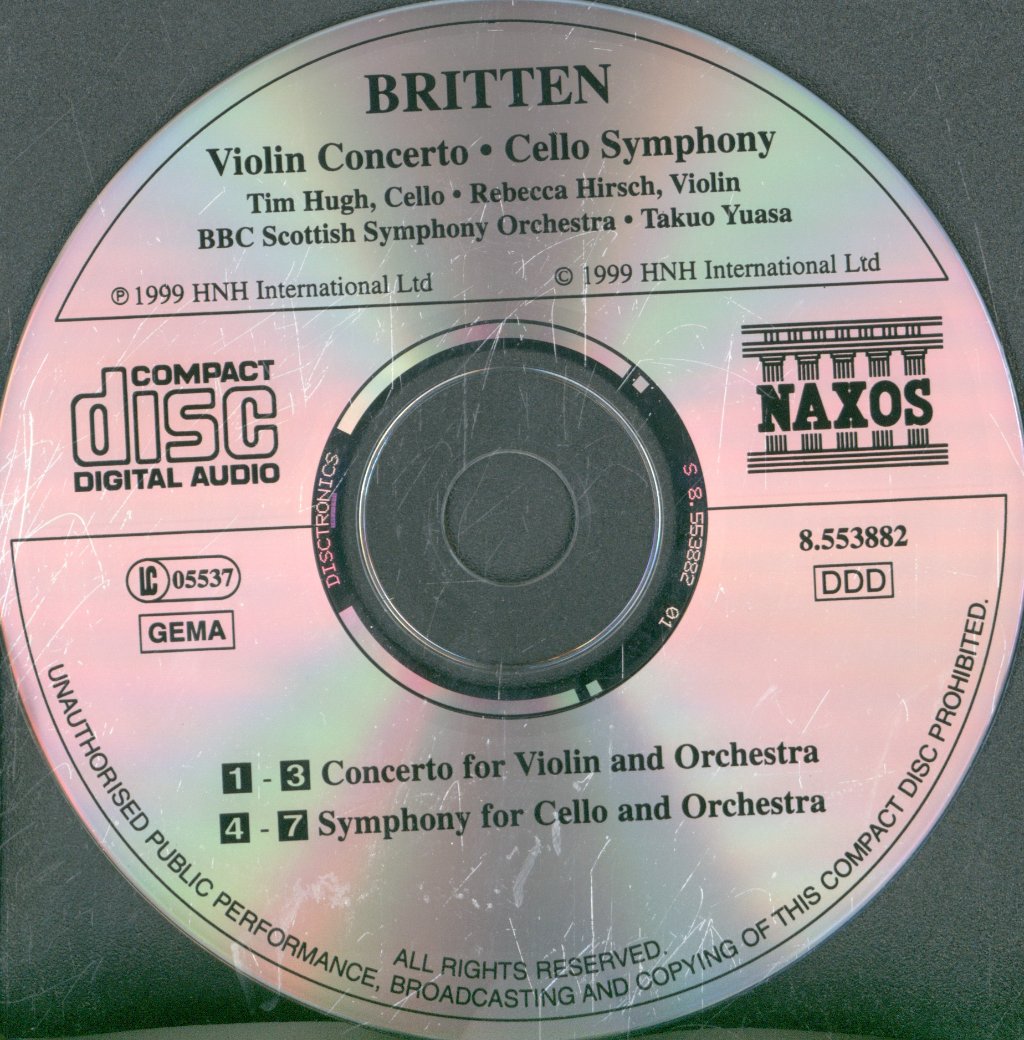 BRITTEN
Violin Concerto • Cello Symphony
Tim Hugh, Cello • Rebecca Hirsch, Violin
BBC Scottish Symphony Orchestra • Takuo Yuasa
℗ 1999 HNH International Ltd
© 1999 HNH International Ltd
COMPACT
disc
DIGITAL AUDIO
NAXOS
DISCTRONICS
S 8.553882 01
LC 05537
GEMA
8.553882
DDD
1 - 3 Concerto for Violin and Orchestra
4 - 7 Symphony for Cello and Orchestra
ALL RIGHTS RESERVED.
UNAUTHORISED PUBLIC PERFORMANCE, BROADCASTING AND COPYING OF THIS COMPACT DISC PROHIBITED.